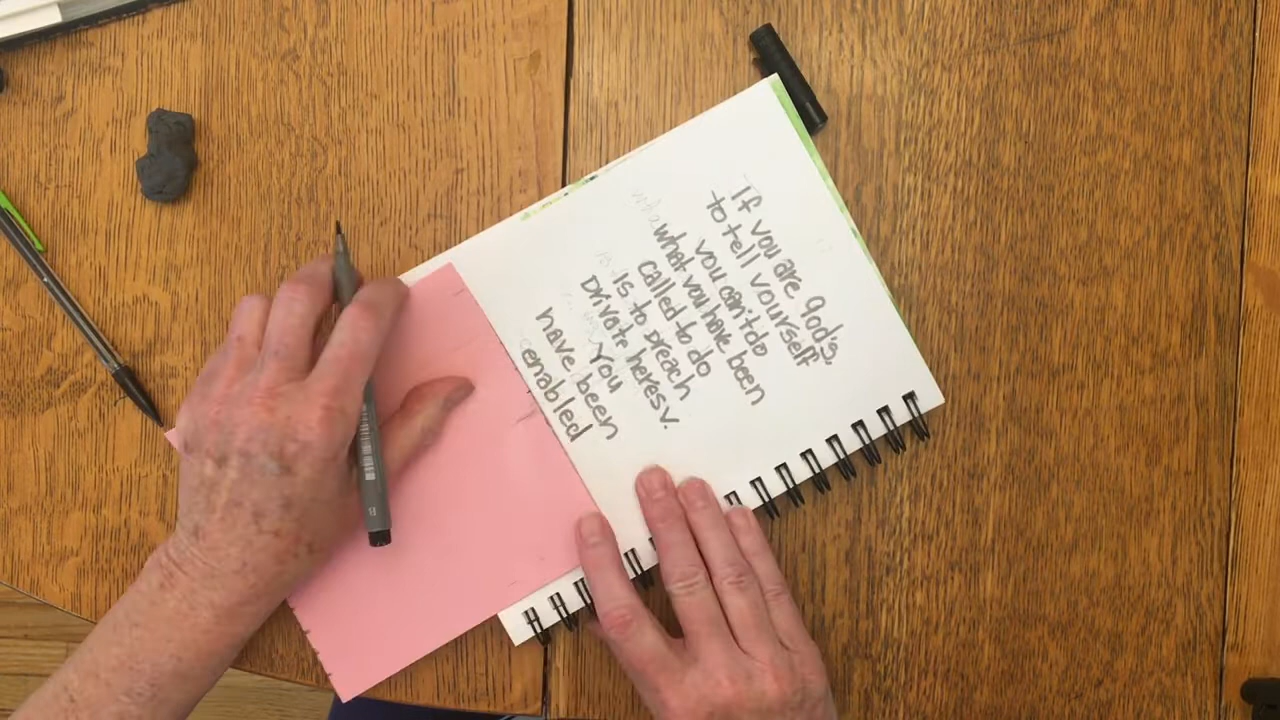 If you are God's,
to tell yourself
you can't do
what you have been
called to do
is to preach
private heresy.
You
have been
enabled